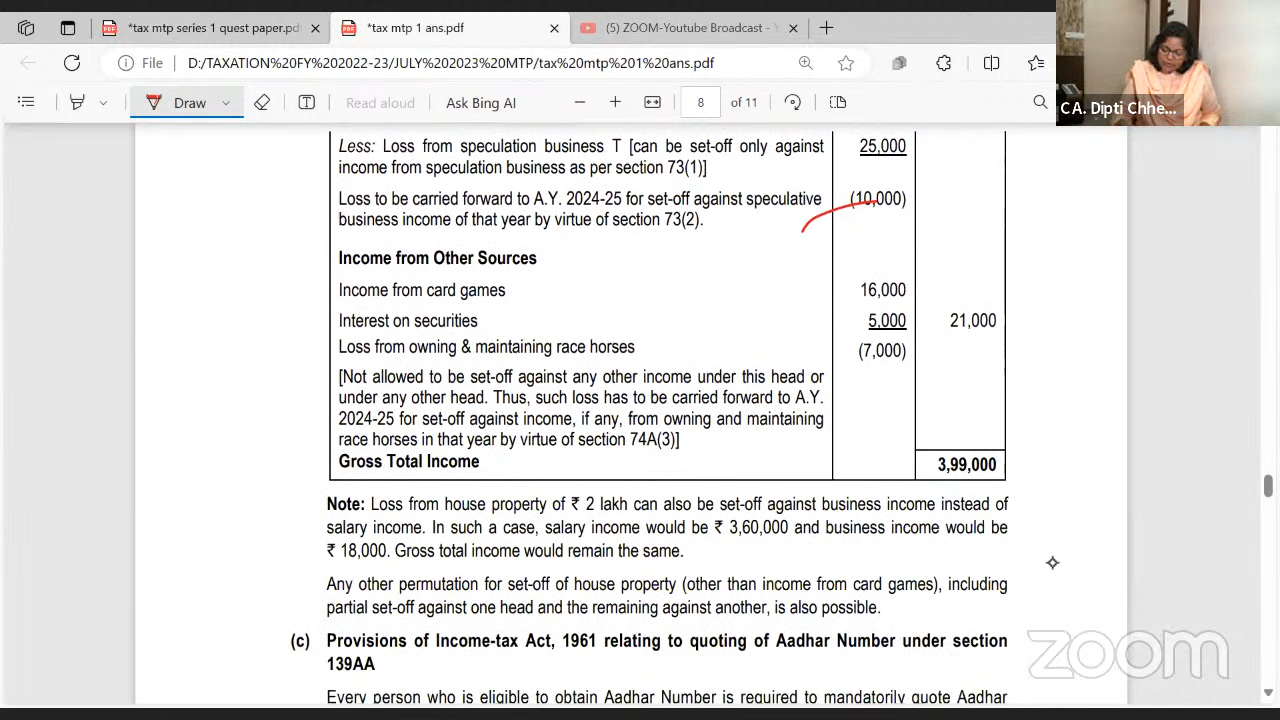 *tax mtp series 1 quest paper.pd
*tax mtp 1 ans.pdf
(5) ZOOM-Youtube Broadcast -
File
D:/TAXATION%20FY%202022-23/JULY%202023%20MTP/tax%20mtp%201%20ans.pdf
Draw
Read aloud
Ask Bing AI
8 of 11
CA. Dipti Chhe...
Less: Loss from speculation business T [can be set-off only against 25,000
income from speculation business as per section 73(1)]
Loss to be carried forward to A.Y. 2024-25 for set-off against speculative (10,000)
business income of that year by virtue of section 73(2).
Income from Other Sources
Income from card games 16,000
Interest on securities 5,000 21,000
Loss from owning & maintaining race horses (7,000)
[Not allowed to be set-off against any other income under this head or
under any other head. Thus, such loss has to be carried forward to A.Y.
2024-25 for set-off against income, if any, from owning and maintaining
race horses in that year by virtue of section 74A(3)]
Gross Total Income 3,99,000
Note: Loss from house property of ₹ 2 lakh can also be set-off against business income instead of
salary income. In such a case, salary income would be ₹ 3,60,000 and business income would be
₹ 18,000. Gross total income would remain the same.
Any other permutation for set-off of house property (other than income from card games), including
partial set-off against one head and the remaining against another, is also possible.
(c) Provisions of Income-tax Act, 1961 relating to quoting of Aadhar Number under section
139AA
Every person who is eligible to obtain Aadhar Number is required to mandatorily quote Aadhar
zoom